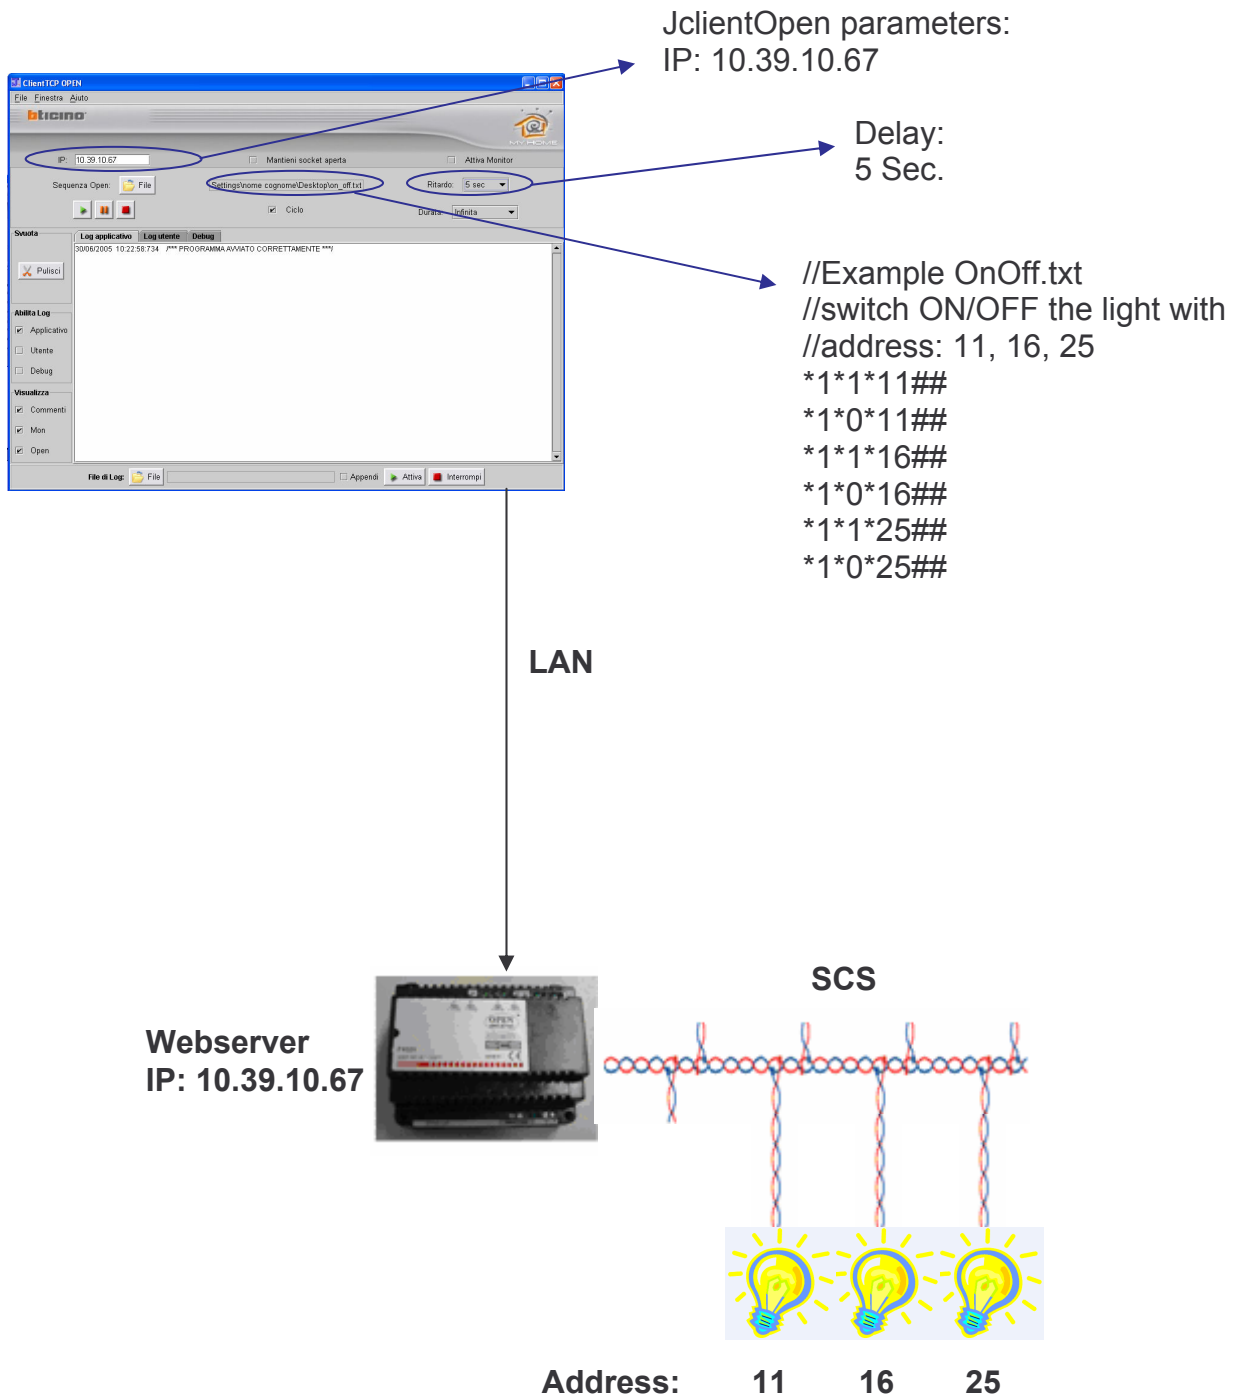 JclientOpen parameters:
IP: 10.39.10.67
ClientTCP OPEN
File Finestra Aiuto
bticino
MY HOME
IP: 10.39.10.67
Mantieni socket aperta
Attiva Monitor
Delay:
5 Sec.
Sequenza Open: File
Settings\nome cognome\Desktop\on_off.txt
Ritardo: 5 sec
Ciclo
Durata: Infinita
Svuota
Log applicativo Log utente Debug
30/06/2005 10:22:58:734 /*** PROGRAMMA AVVIATO CORRETTAMENTE ***/
Pulisci
Abilita Log
Applicativo
Utente
Debug
Visualizza
Commenti
Mon
Open
File di Log: File
Appendi
Attiva
Interrompi
//Example OnOff.txt
//switch ON/OFF the light with
//address: 11, 16, 25
*1*1*11##
*1*0*11##
*1*1*16##
*1*0*16##
*1*1*25##
*1*0*25##
LAN
SCS
Webserver
IP: 10.39.10.67
OPEN
Address: 11 16 25